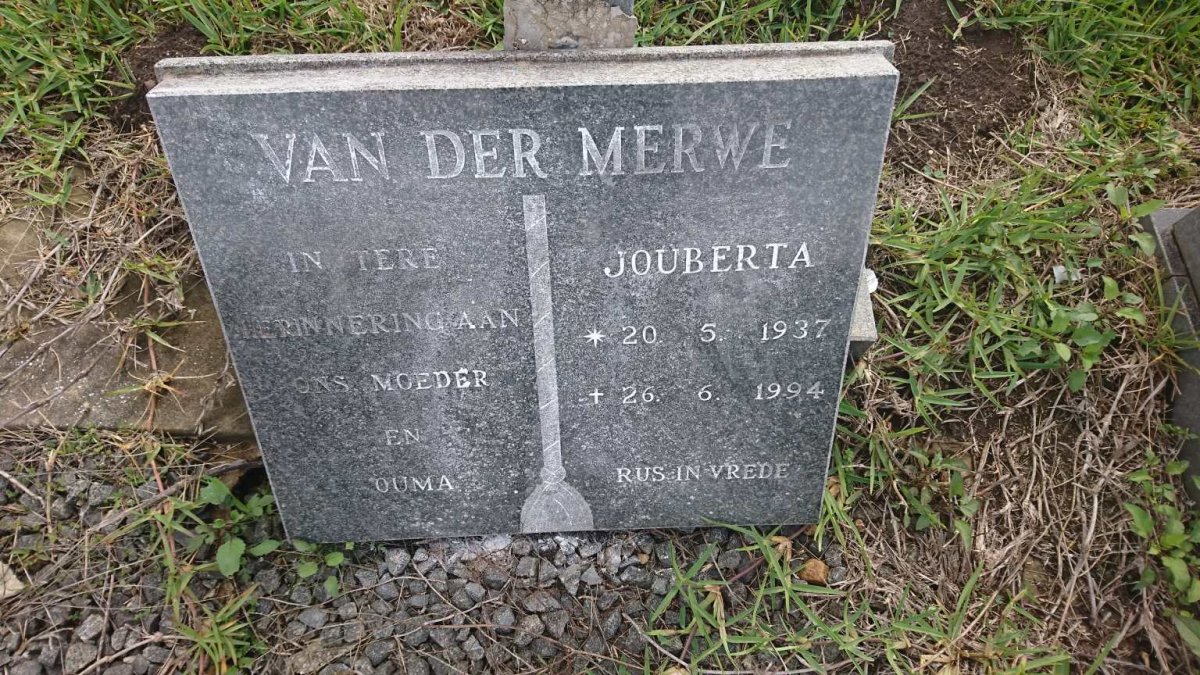 VAN DER MERWE
IN TERE
HERINNERING AAN
ONS MOEDER
EN
OUMA
JOUBERTA
* 20. 5. 1937
+ 26. 6. 1994
RUS IN VREDE